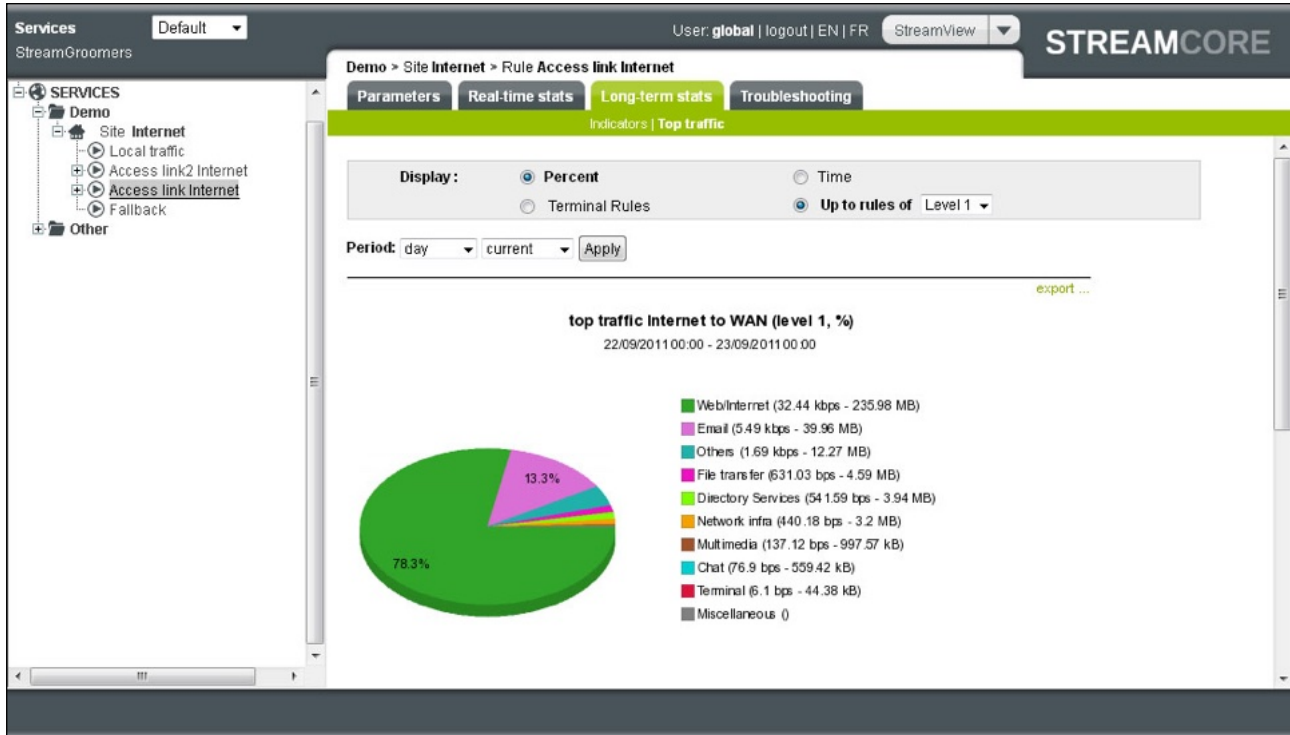 Services Default
StreamGroomers
User: global | logout | EN | FR StreamView
STREAMCORE
Demo > Site Internet > Rule Access link Internet
Parameters Real-time stats Long-term stats Troubleshooting
Indicators | Top traffic
SERVICES
Demo
Site Internet
Local traffic
Access link2 Internet
Access link Internet
Fallback
Other
Display : Percent Time
Terminal Rules Up to rules of Level 1
Period: day current Apply
export ...
top traffic Internet to WAN (level 1, %)
22/09/2011 00:00 - 23/09/2011 00:00
Web/Internet (32.44 kbps - 235.98 MB)
Email (5.49 kbps - 39.96 MB)
Others (1.69 kbps - 12.27 MB)
File transfer (631.03 bps - 4.59 MB)
Directory Services (541.59 bps - 3.94 MB)
Network infra (440.18 bps - 3.2 MB)
Multimedia (137.12 bps - 997.57 kB)
Chat (76.9 bps - 559.42 kB)
Terminal (6.1 bps - 44.38 kB)
Miscellaneous ()
13.3%
78.3%